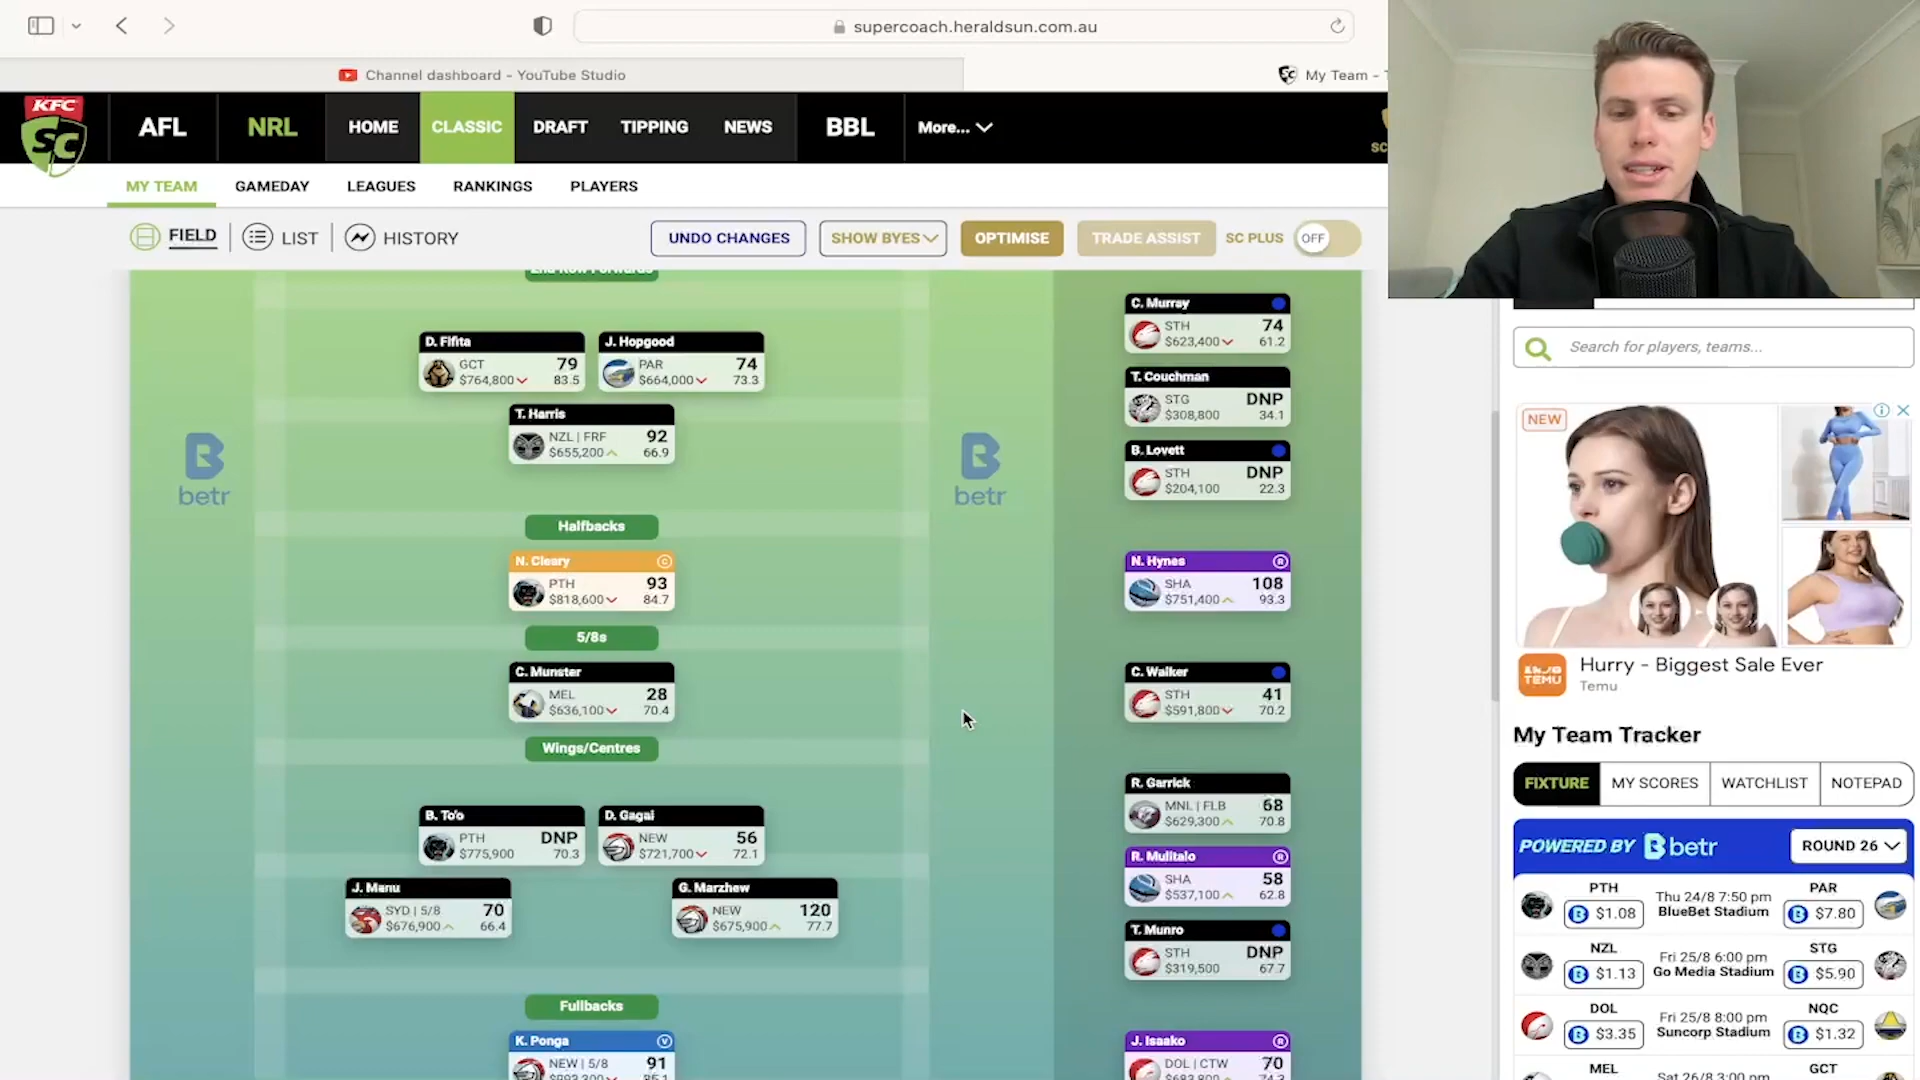 supercoach.heraldsun.com.au
Channel dashboard - YouTube Studio
My Team -
KFC
SC
AFL
NRL
HOME
CLASSIC
DRAFT
TIPPING
NEWS
BBL
More...
SC
MY TEAM
GAMEDAY
LEAGUES
RANKINGS
PLAYERS
FIELD
LIST
HISTORY
UNDO CHANGES
SHOW BYES
OPTIMISE
TRADE ASSIST
SC PLUS
OFF
2nd Row Forwards
D. Fifita
GCT 79
$764,800 83.5
J. Hopgood
PAR 74
$664,000 73.3
T. Harris
NZL | FRF 92
$655,200 66.9
betr
betr
Halfbacks
N. Cleary C
PTH 93
$818,600 84.7
5/8s
C. Munster
MEL 28
$636,100 70.4
Wings/Centres
B. To'o
PTH DNP
$775,900 70.3
D. Gagai
NEW 56
$721,700 72.1
J. Manu
SYD | 5/8 70
$676,900 66.4
G. Marzhew
NEW 120
$675,900 77.7
Fullbacks
K. Ponga V
NEW | 5/8 91
C. Murray
STH 74
$623,400 61.2
T. Couchman
STG DNP
$308,800 34.1
B. Lovett
STH DNP
$204,100 22.3
N. Hynes R
SHA 108
$751,400 93.3
C. Walker
STH 41
$591,800 70.2
R. Garrick
MNL | FLB 68
$629,300 70.8
R. Mulitalo R
SHA 58
$537,100 62.8
T. Munro
STH DNP
$319,500 67.7
J. Isaako R
DOL | CTW 70
Search for players, teams...
NEW
TEMU
Hurry - Biggest Sale Ever
Temu
My Team Tracker
FIXTURE
MY SCORES
WATCHLIST
NOTEPAD
POWERED BY betr
ROUND 26
PTH Thu 24/8 7:50 pm PAR
$1.08 BlueBet Stadium $7.80
NZL Fri 25/8 6:00 pm STG
$1.13 Go Media Stadium $5.90
DOL Fri 25/8 8:00 pm NQC
$3.35 Suncorp Stadium $1.32
MEL Sat 26/8 3:00 pm GCT